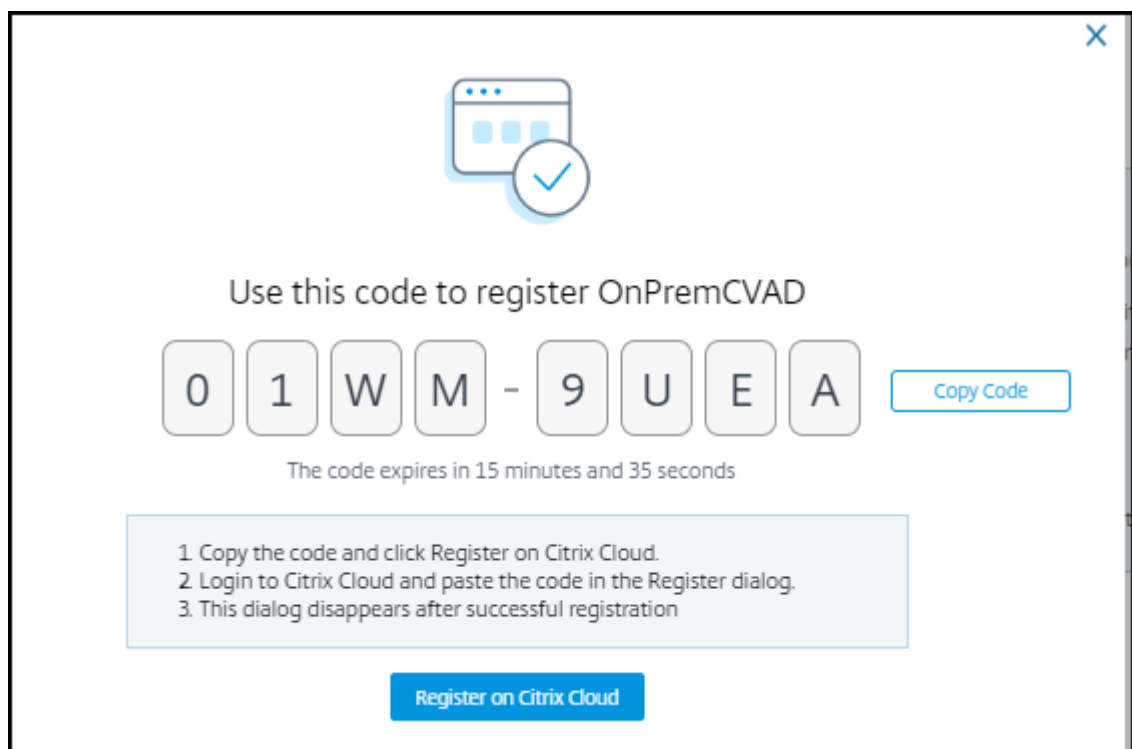 Use this code to register OnPremCVAD
0 1 W M - 9 U E A
Copy Code
The code expires in 15 minutes and 35 seconds
1. Copy the code and click Register on Citrix Cloud.
2. Login to Citrix Cloud and paste the code in the Register dialog.
3. This dialog disappears after successful registration
Register on Citrix Cloud